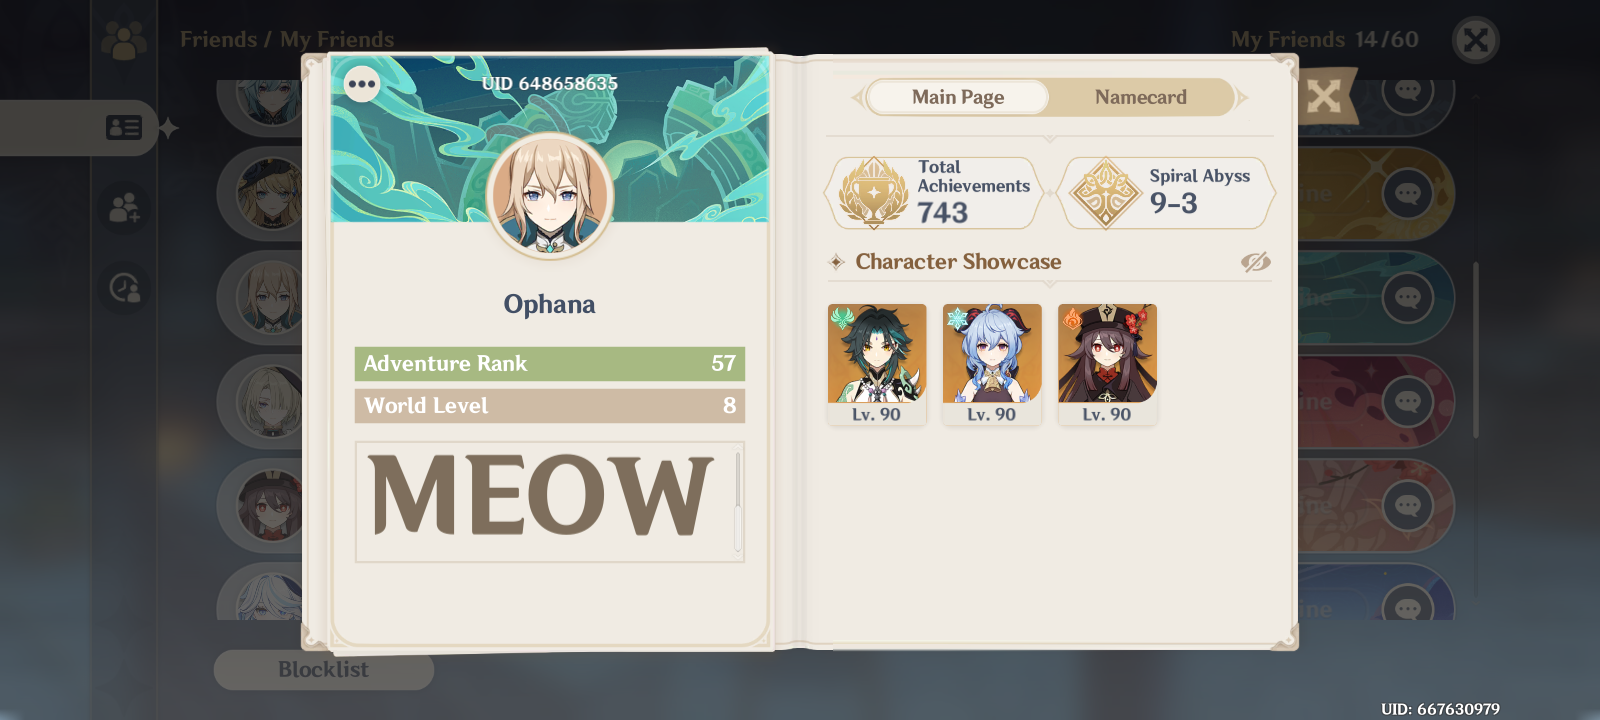 Friends / My Friends
My Friends 14/60
UID 648658635
Ophana
Adventure Rank 57
World Level 8
MEOW
Main Page
Namecard
Total
Achievements
743
Spiral Abyss
9-3
Character Showcase
Lv. 90
Lv. 90
Lv. 90
Blocklist
UID: 667630979